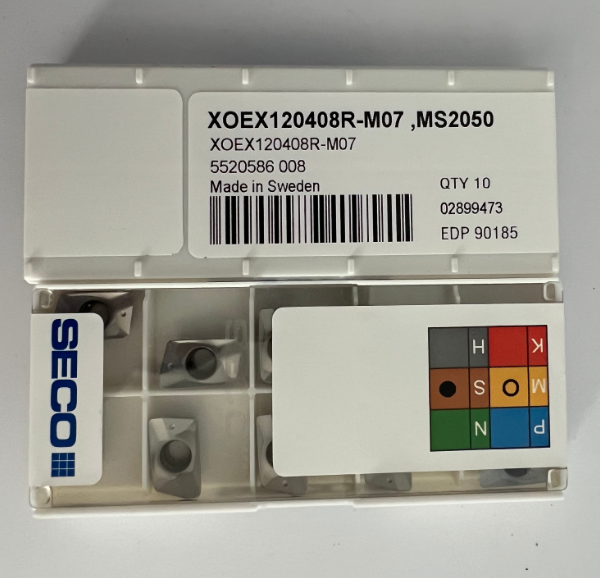 XOEX120408R-M07 ,MS2050
XOEX120408R-M07
5520586 008
Made in Sweden
QTY 10
02899473
EDP 90185
SECO
H K
S M
N P